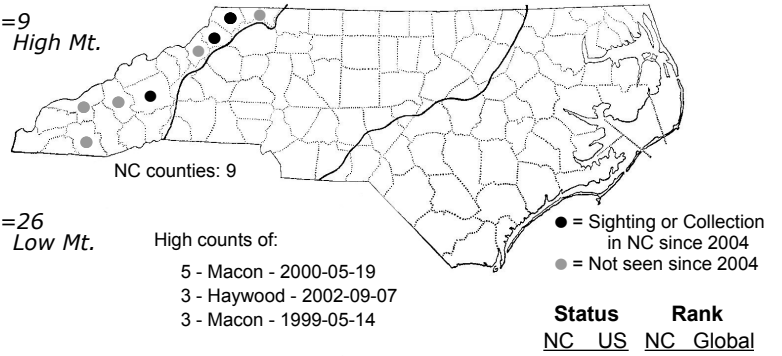 =9
High Mt.
NC counties: 9
=26
Low Mt.
High counts of:
5 - Macon - 2000-05-19
3 - Haywood - 2002-09-07
3 - Macon - 1999-05-14
● = Sighting or Collection
in NC since 2004
● = Not seen since 2004
Status Rank
NC US NC Global